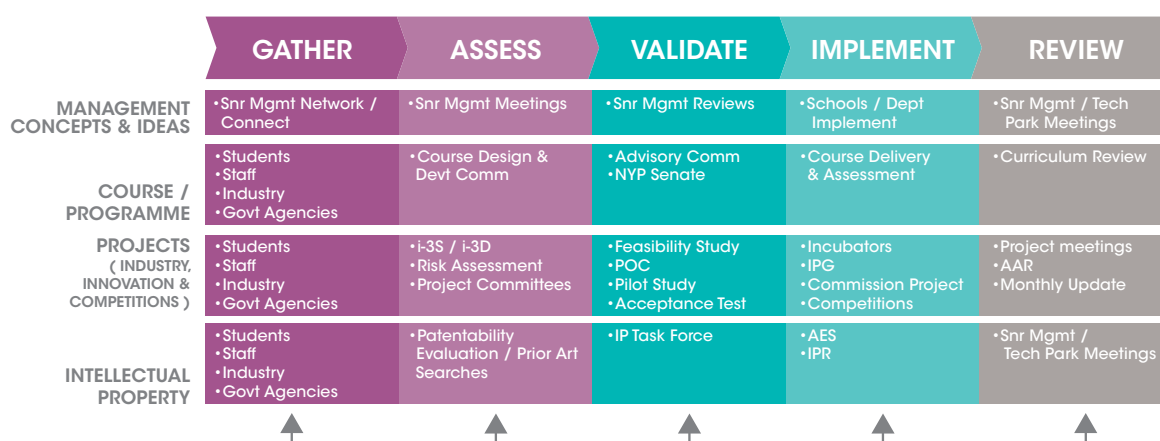 GATHER
ASSESS
VALIDATE
IMPLEMENT
REVIEW
MANAGEMENT
CONCEPTS & IDEAS
•Snr Mgmt Network /
Connect
•Snr Mgmt Meetings
•Snr Mgmt Reviews
•Schools / Dept
Implement
•Snr Mgmt / Tech
Park Meetings
COURSE /
PROGRAMME
•Students
•Staff
•Industry
•Govt Agencies
•Course Design &
Devt Comm
•Advisory Comm
•NYP Senate
•Course Delivery
& Assessment
•Curriculum Review
PROJECTS
( INDUSTRY,
INNOVATION &
COMPETITIONS )
•Students
•Staff
•Industry
•Govt Agencies
•i-3S / i-3D
•Risk Assessment
•Project Committees
•Feasibility Study
•POC
•Pilot Study
•Acceptance Test
•Incubators
•IPG
•Commission Project
•Competitions
•Project meetings
•AAR
•Monthly Update
INTELLECTUAL
PROPERTY
•Students
•Staff
•Industry
•Govt Agencies
•Patentability
Evaluation / Prior Art
Searches
•IP Task Force
•AES
•IPR
•Snr Mgmt /
Tech Park Meetings